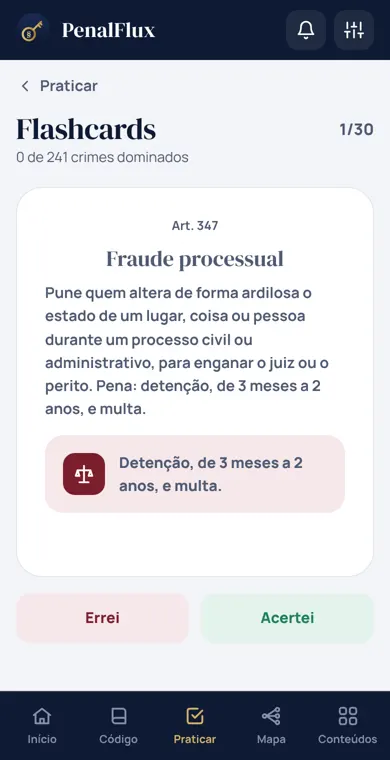 PenalFlux
Praticar
Flashcards
1/30
0 de 241 crimes dominados
Art. 347
Fraude processual
Pune quem altera de forma ardilosa o
estado de um lugar, coisa ou pessoa
durante um processo civil ou
administrativo, para enganar o juiz ou o
perito. Pena: detenção, de 3 meses a 2
anos, e multa.
Detenção, de 3 meses a 2
anos, e multa.
Errei
Acertei
Início
Código
Praticar
Mapa
Conteúdos